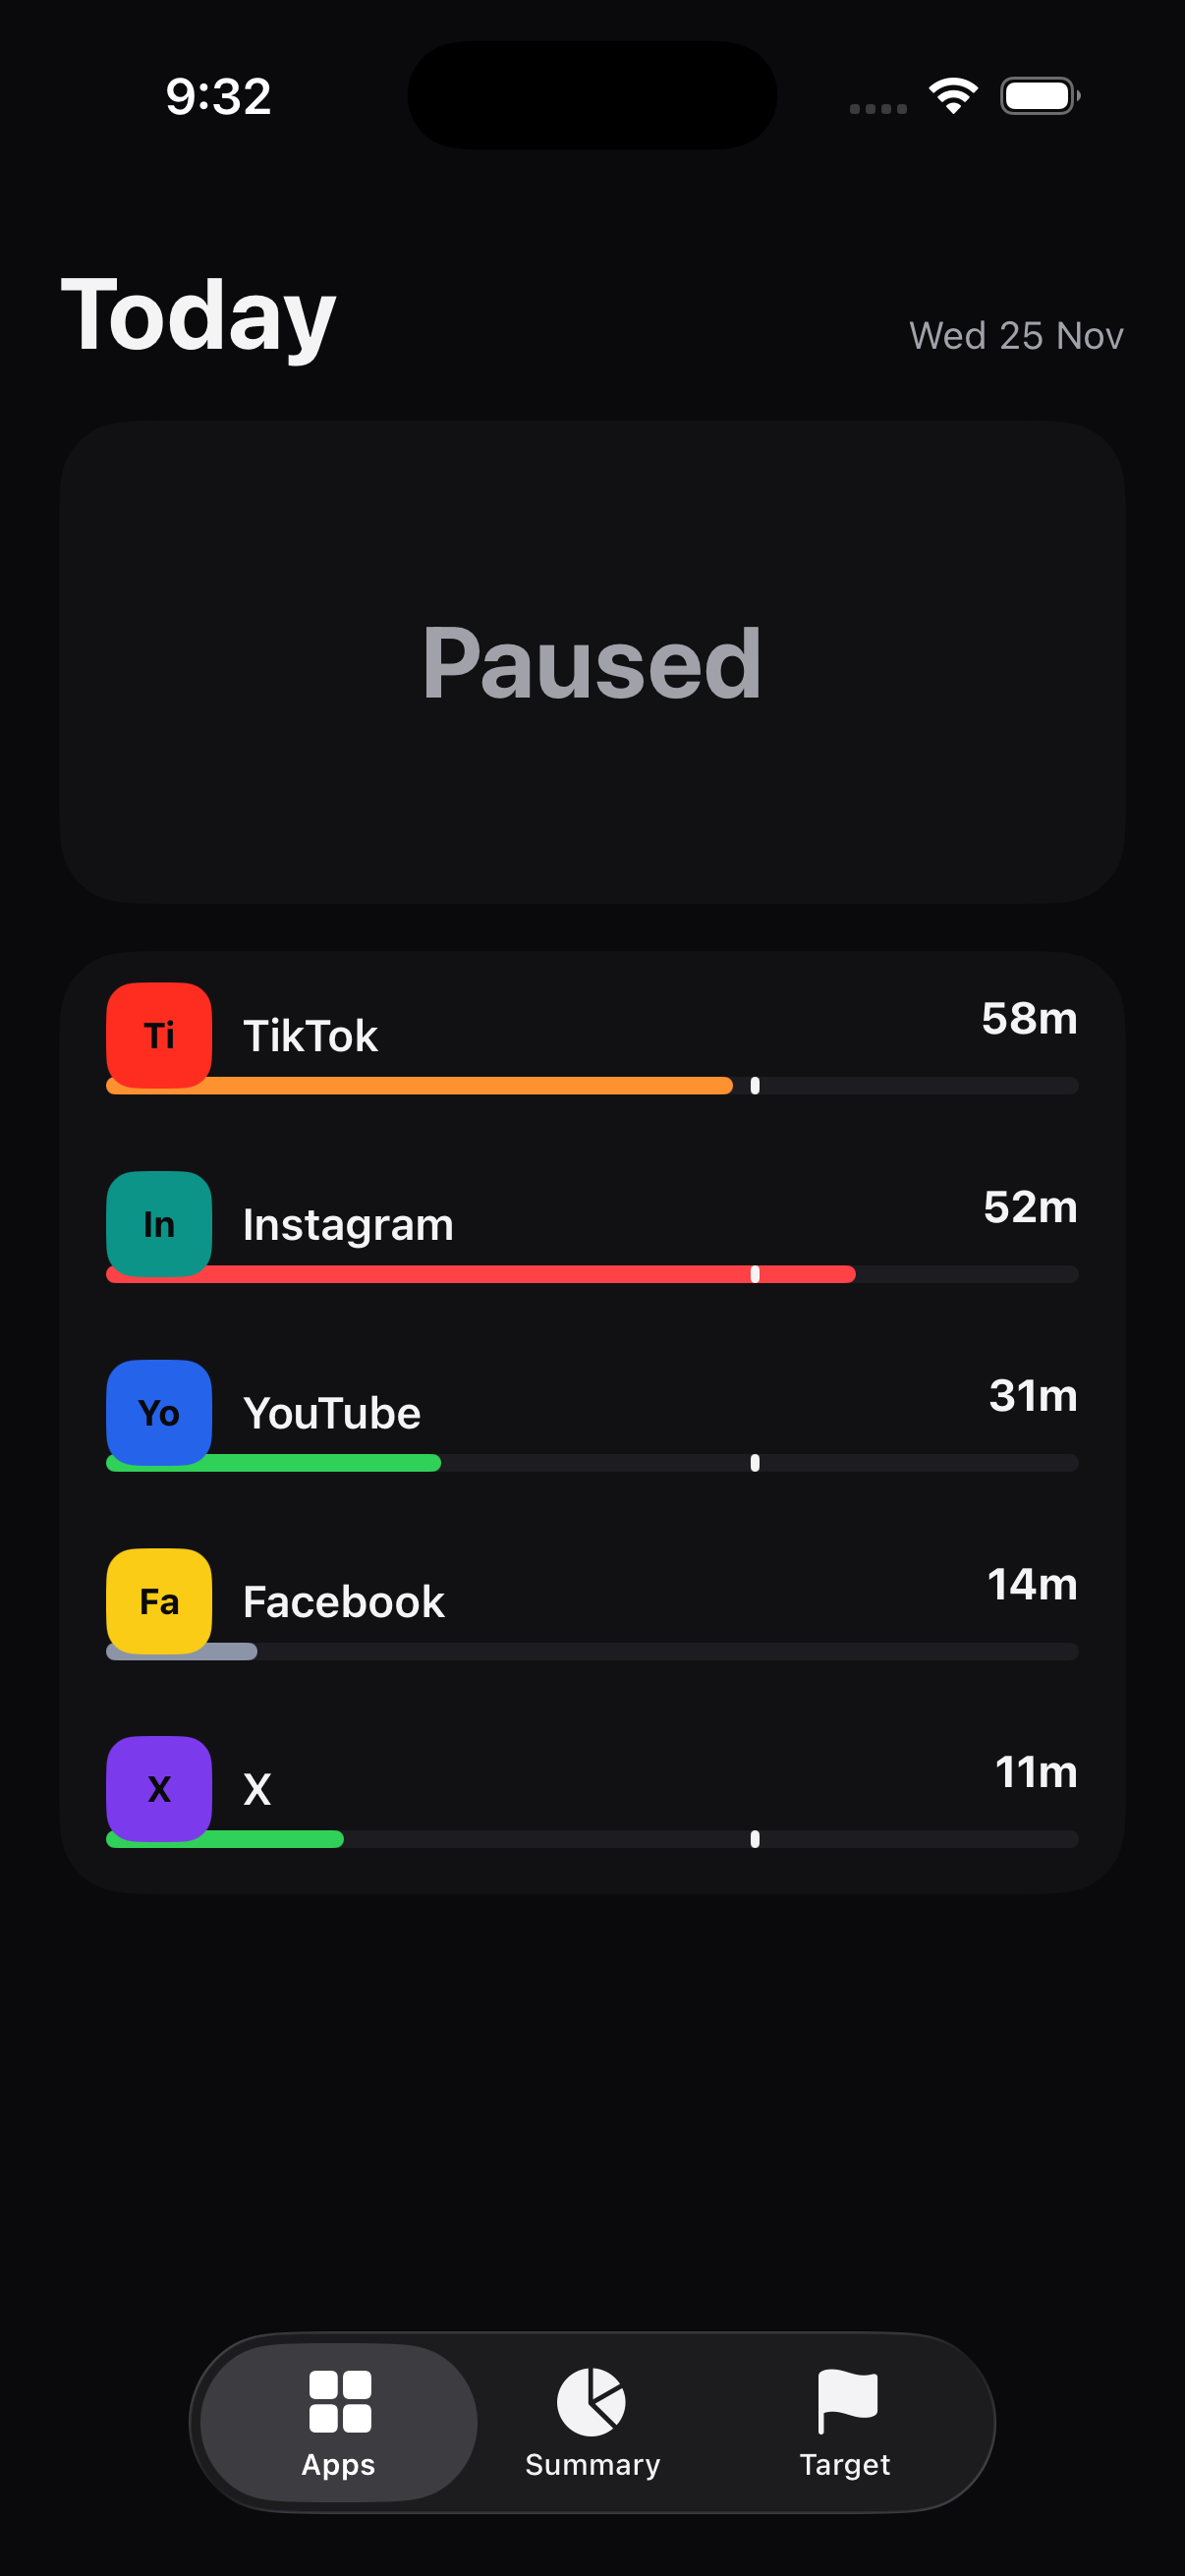 9:32
Today
Wed 25 Nov
Paused
Ti
TikTok
58m
In
Instagram
52m
Yo
YouTube
31m
Fa
Facebook
14m
X
X
11m
Apps
Summary
Target